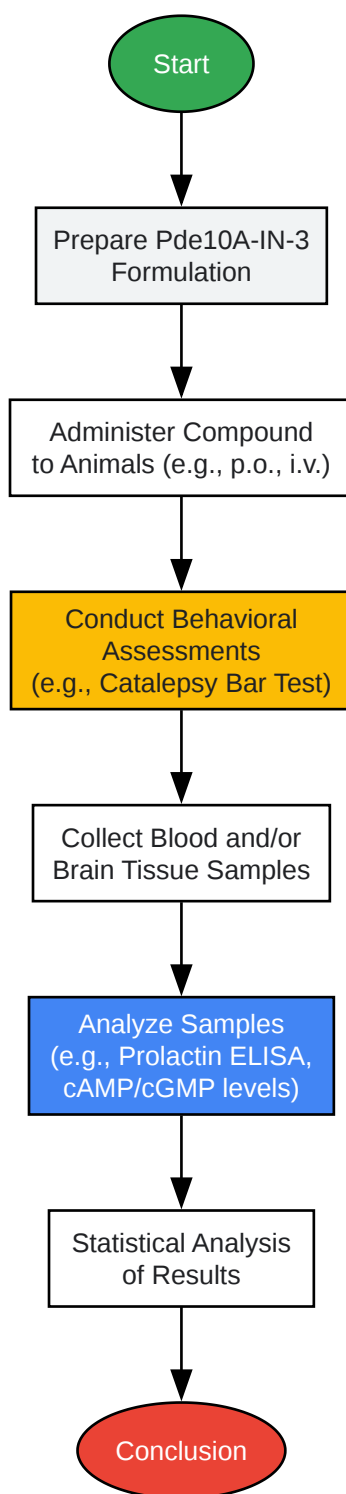 Start
Prepare Pde10A-IN-3
Formulation
Administer Compound
to Animals (e.g., p.o., i.v.)
Conduct Behavioral
Assessments
(e.g., Catalepsy Bar Test)
Collect Blood and/or
Brain Tissue Samples
Analyze Samples
(e.g., Prolactin ELISA,
cAMP/cGMP levels)
Statistical Analysis
of Results
Conclusion